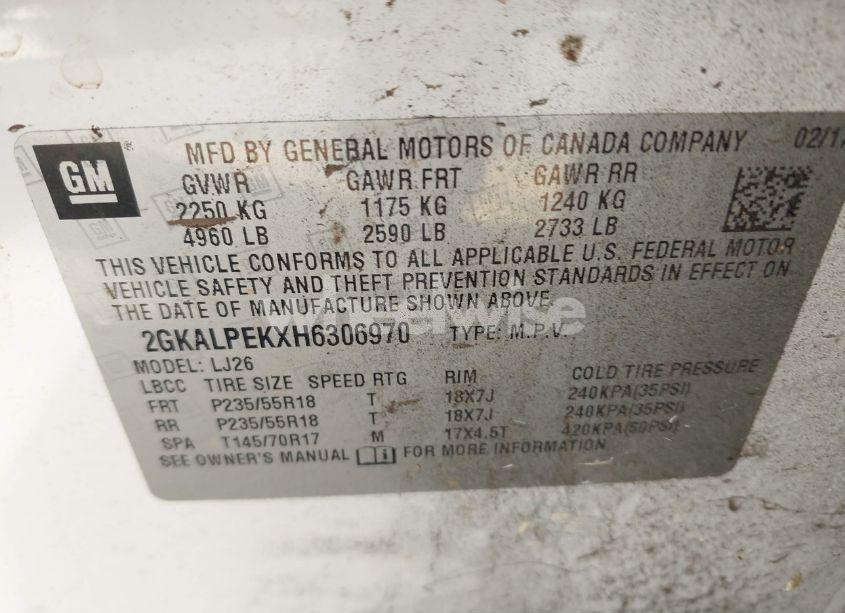 GM
MFD BY GENERAL MOTORS OF CANADA COMPANY 02/17
GVWR GAWR FRT GAWR RR
2250 KG 1175 KG 1240 KG
4960 LB 2590 LB 2733 LB
THIS VEHICLE CONFORMS TO ALL APPLICABLE U.S. FEDERAL MOTOR
VEHICLE SAFETY AND THEFT PREVENTION STANDARDS IN EFFECT ON
THE DATE OF MANUFACTURE SHOWN ABOVE.
2GKALPEKXH6306970 TYPE: M.P.V.
MODEL: LJ26
LBCC TIRE SIZE SPEED RTG RIM COLD TIRE PRESSURE
FRT P235/55R18 T 18X7J 240KPA(35PSI)
RR P235/55R18 T 18X7J 240KPA(35PSI)
SPA T145/70R17 M 17X4.5T 420KPA(60PSI)
SEE OWNER'S MANUAL FOR MORE INFORMATION